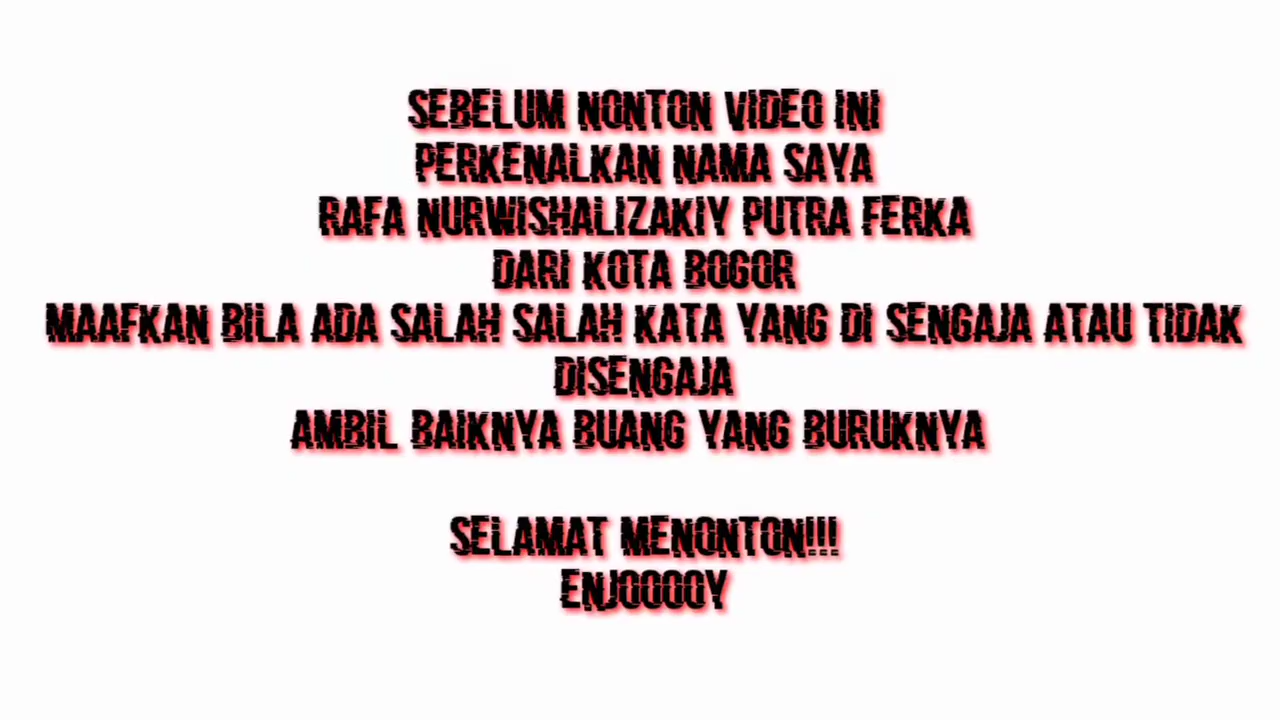 SEBELUM NONTON VIDEO INI
PERKENALKAN NAMA SAYA
RAFA NURWISHALIZAKIY PUTRA FERKA
DARI KOTA BOGOR
MAAFKAN BILA ADA SALAH SALAH KATA YANG DI SENGAJA ATAU TIDAK
DISENGAJA
AMBIL BAIKNYA BUANG YANG BURUKNYA
SELAMAT MENONTON!!!
ENJOOOOY